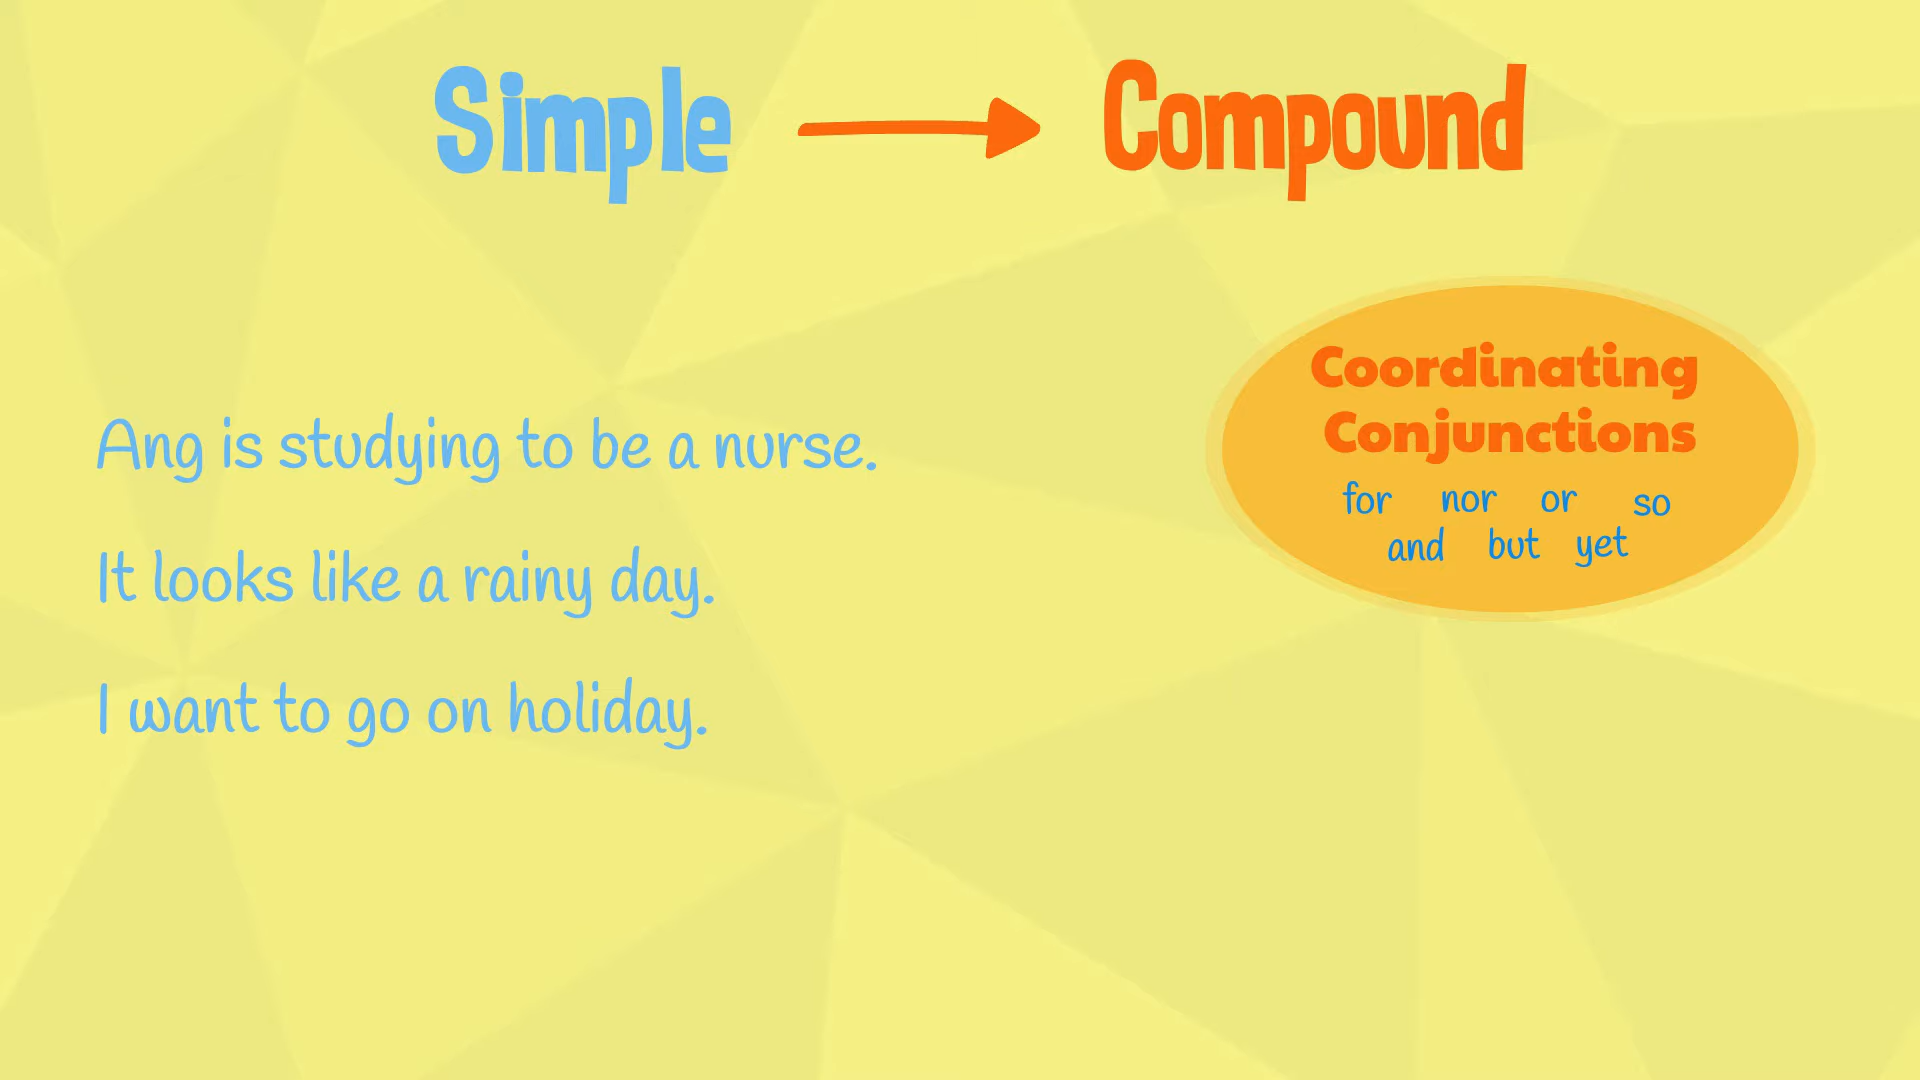 Simple
Compound
Ang is studying to be a nurse.
It looks like a rainy day.
I want to go on holiday.
Coordinating
Conjunctions
for nor or so
and but yet